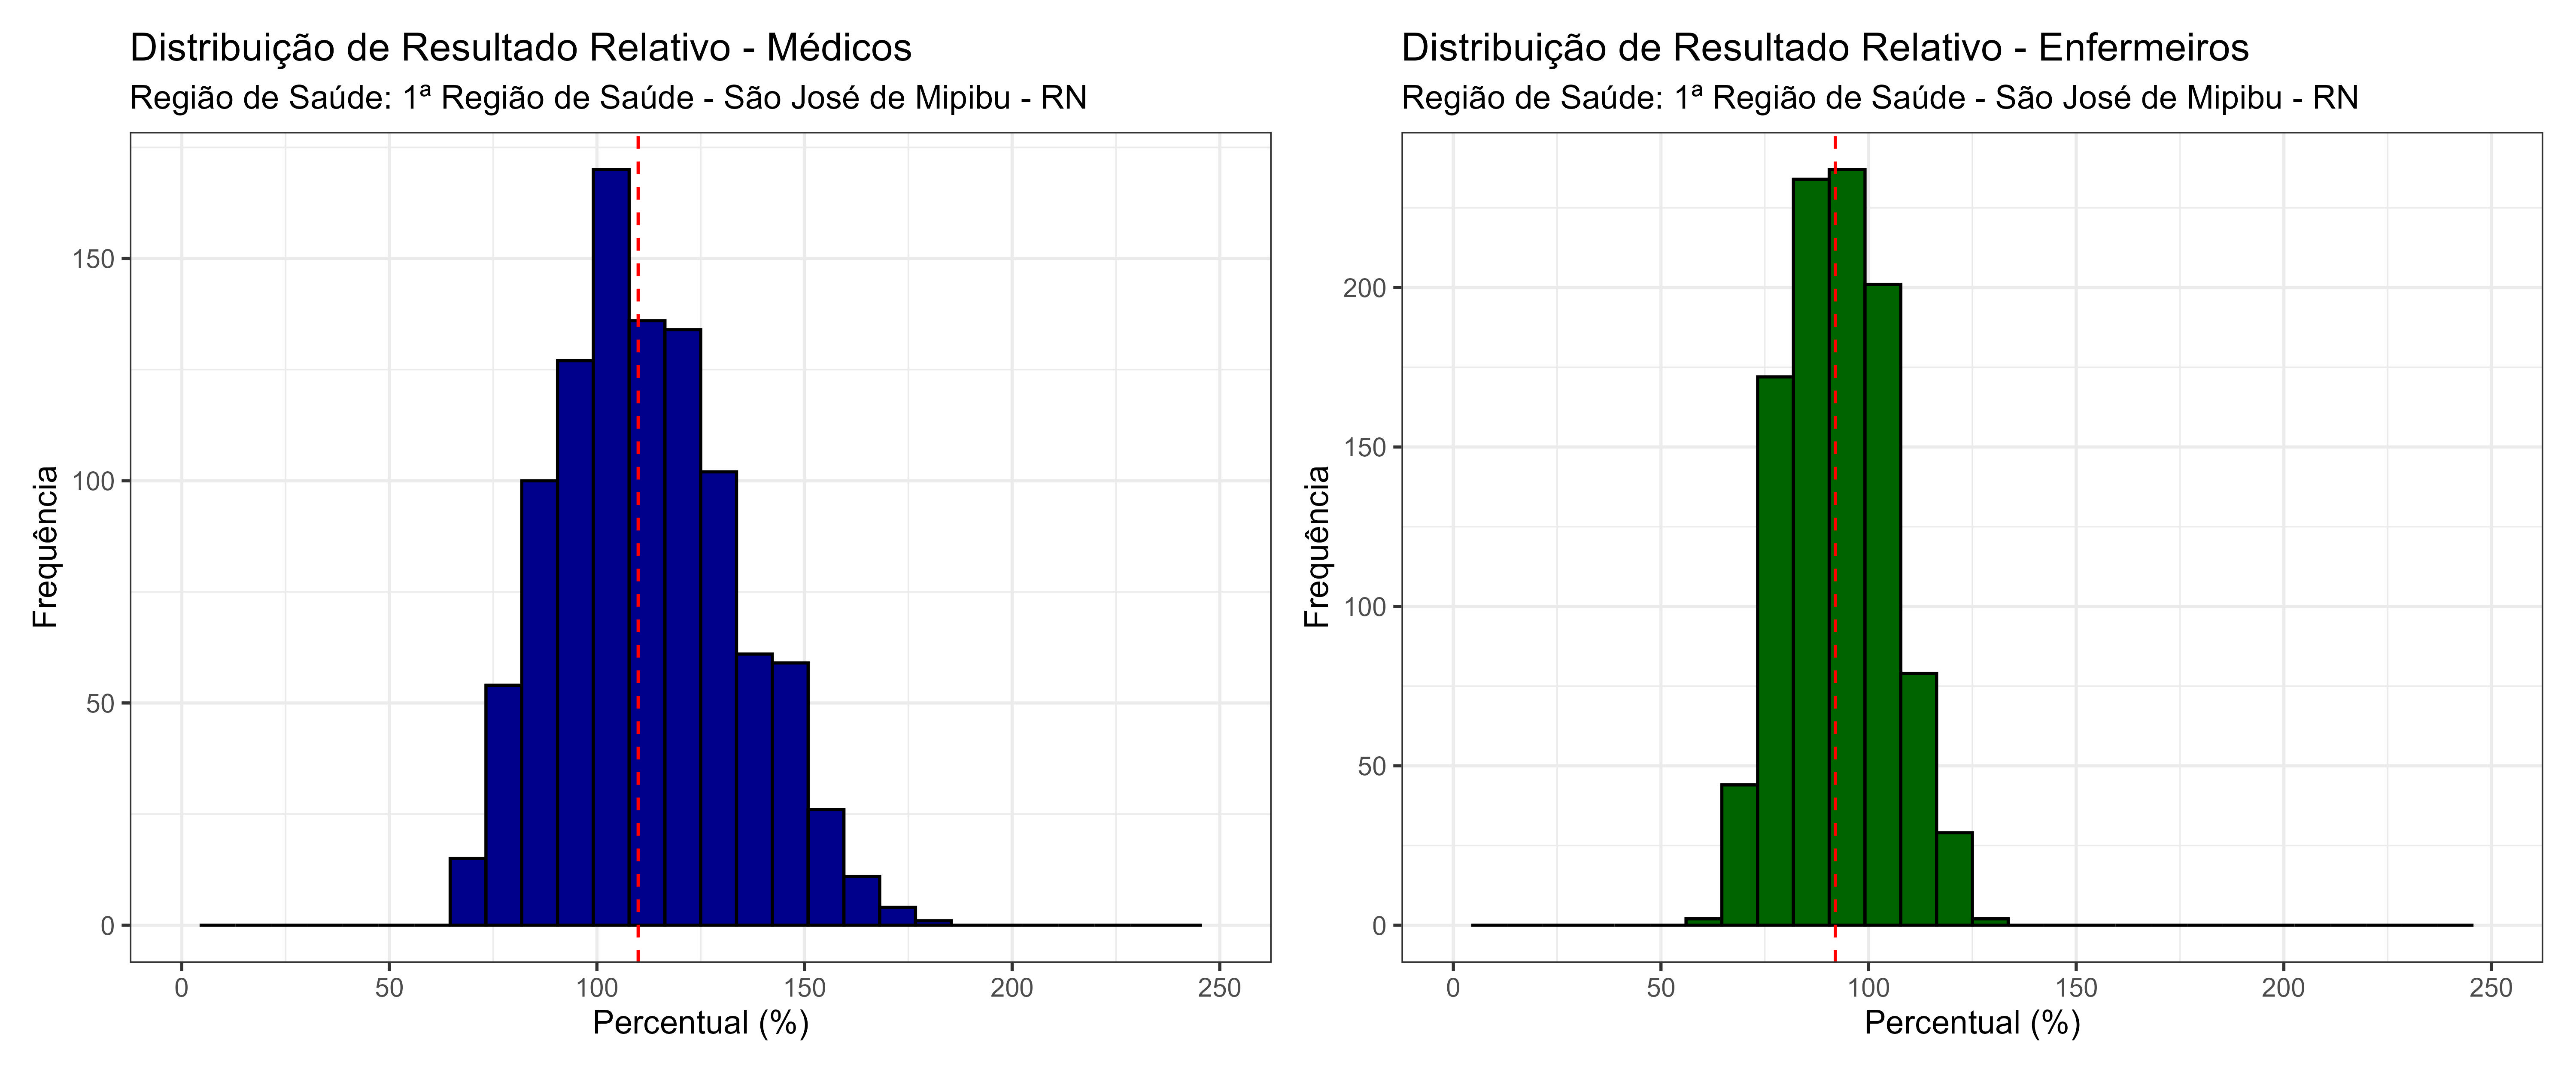 Distribuição de Resultado Relativo - Médicos
Região de Saúde: 1ª Região de Saúde - São José de Mipibu - RN
Frequência
150
100
50
0
0 50 100 150 200 250
Percentual (%)
Distribuição de Resultado Relativo - Enfermeiros
Região de Saúde: 1ª Região de Saúde - São José de Mipibu - RN
Frequência
200
150
100
50
0
0 50 100 150 200 250
Percentual (%)